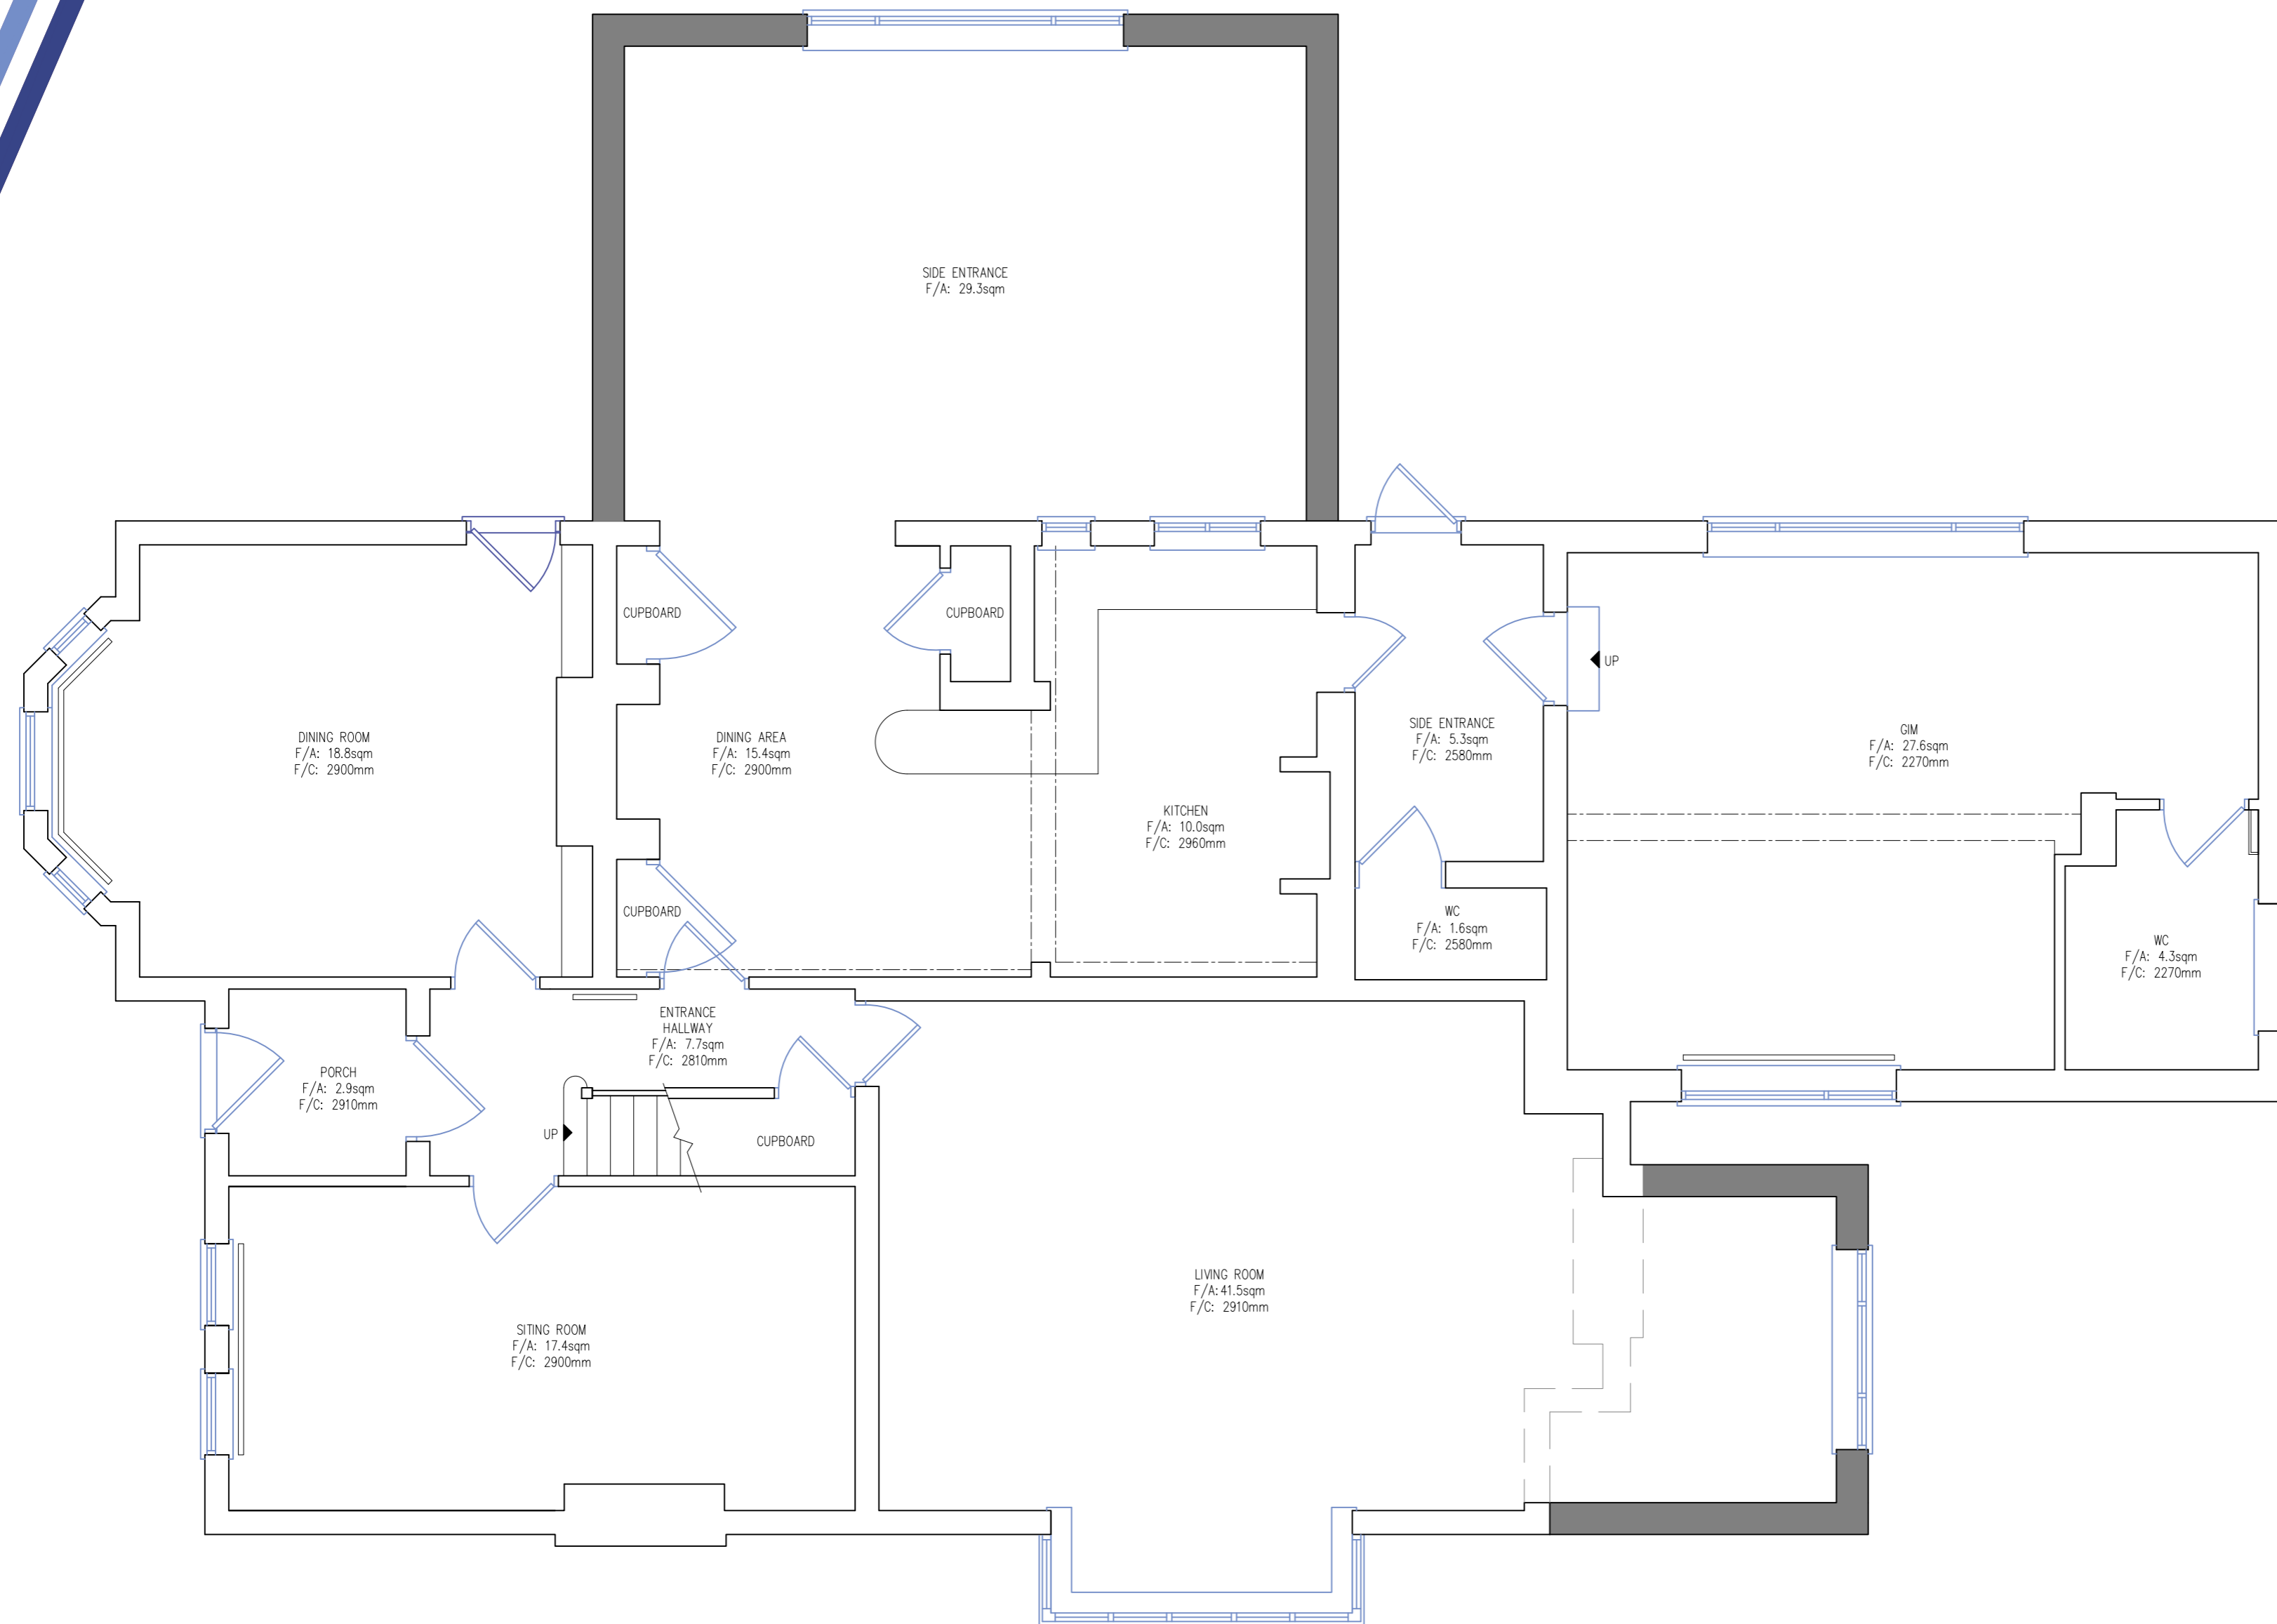 SIDE ENTRANCE
F/A: 29.3sqm
CUPBOARD
CUPBOARD
UP
DINING ROOM
F/A: 18.8sqm
F/C: 2900mm
DINING AREA
F/A: 15.4sqm
F/C: 2900mm
SIDE ENTRANCE
F/A: 5.3sqm
F/C: 2580mm
GIM
F/A: 27.6sqm
F/C: 2270mm
KITCHEN
F/A: 10.0sqm
F/C: 2960mm
CUPBOARD
WC
F/A: 1.6sqm
F/C: 2580mm
WC
F/A: 4.3sqm
F/C: 2270mm
ENTRANCE
HALLWAY
F/A: 7.7sqm
F/C: 2810mm
PORCH
F/A: 2.9sqm
F/C: 2910mm
UP
CUPBOARD
LIVING ROOM
F/A: 41.5sqm
F/C: 2910mm
SITING ROOM
F/A: 17.4sqm
F/C: 2900mm